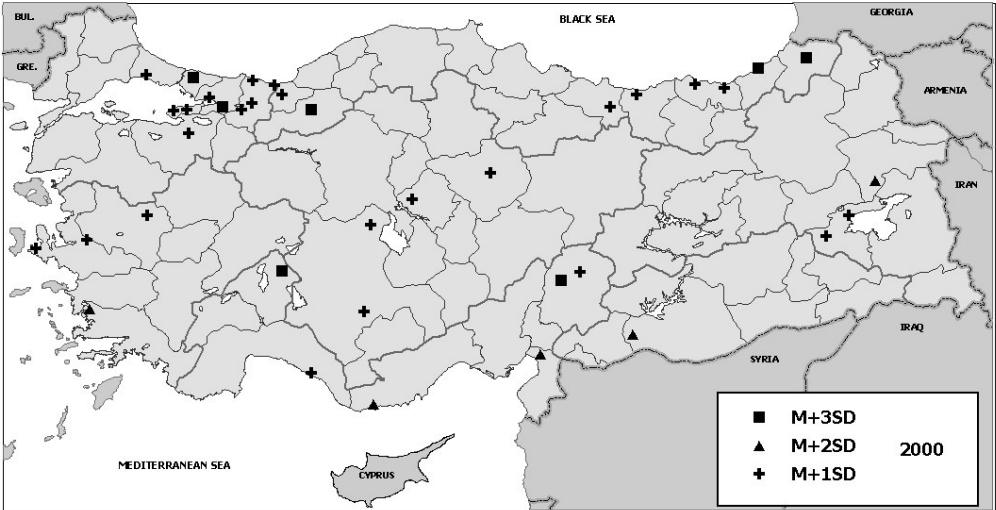 BUL.
BLACK SEA
GEORGIA
GRE.
ARMENIA
IRAN
IRAQ
SYRIA
MEDITERRANEAN SEA
CYPRUS
M+3SD
M+2SD
2000
M+1SD